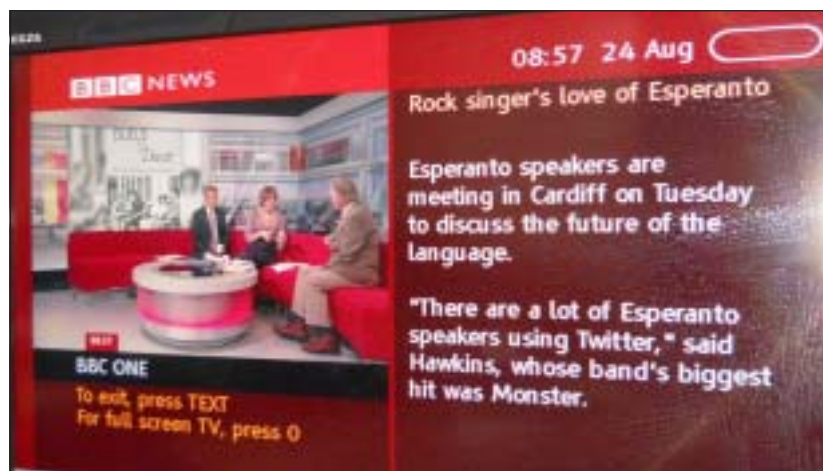 BBC NEWS
08:57 24 Aug
Rock singer's love of Esperanto
Esperanto speakers are
meeting in Cardiff on Tuesday
to discuss the future of the
language.
"There are a lot of Esperanto
speakers using Twitter," said
Hawkins, whose band's biggest
hit was Monster.
BBC ONE
To exit, press TEXT
For full screen TV, press 0